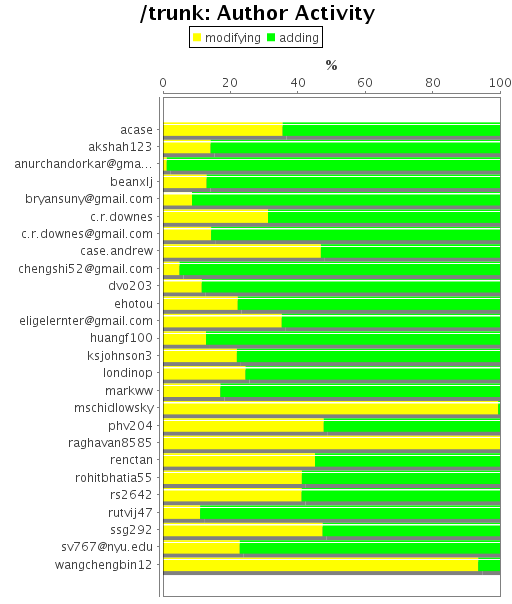 /trunk: Author Activity
modifying adding
%
0 20 40 60 80 100
acase
akshah123
anurchandorkar@gma...
beanxlj
bryansuny@gmail.com
c.r.downes
c.r.downes@gmail.com
case.andrew
chengshi52@gmail.com
dvo203
ehotou
eligelernter@gmail.com
huangf100
ksjohnson3
londinop
markww
mschidlowsky
phv204
raghavan8585
renctan
rohitbhatia55
rs2642
rutvij47
ssg292
sv767@nyu.edu
wangchengbin12